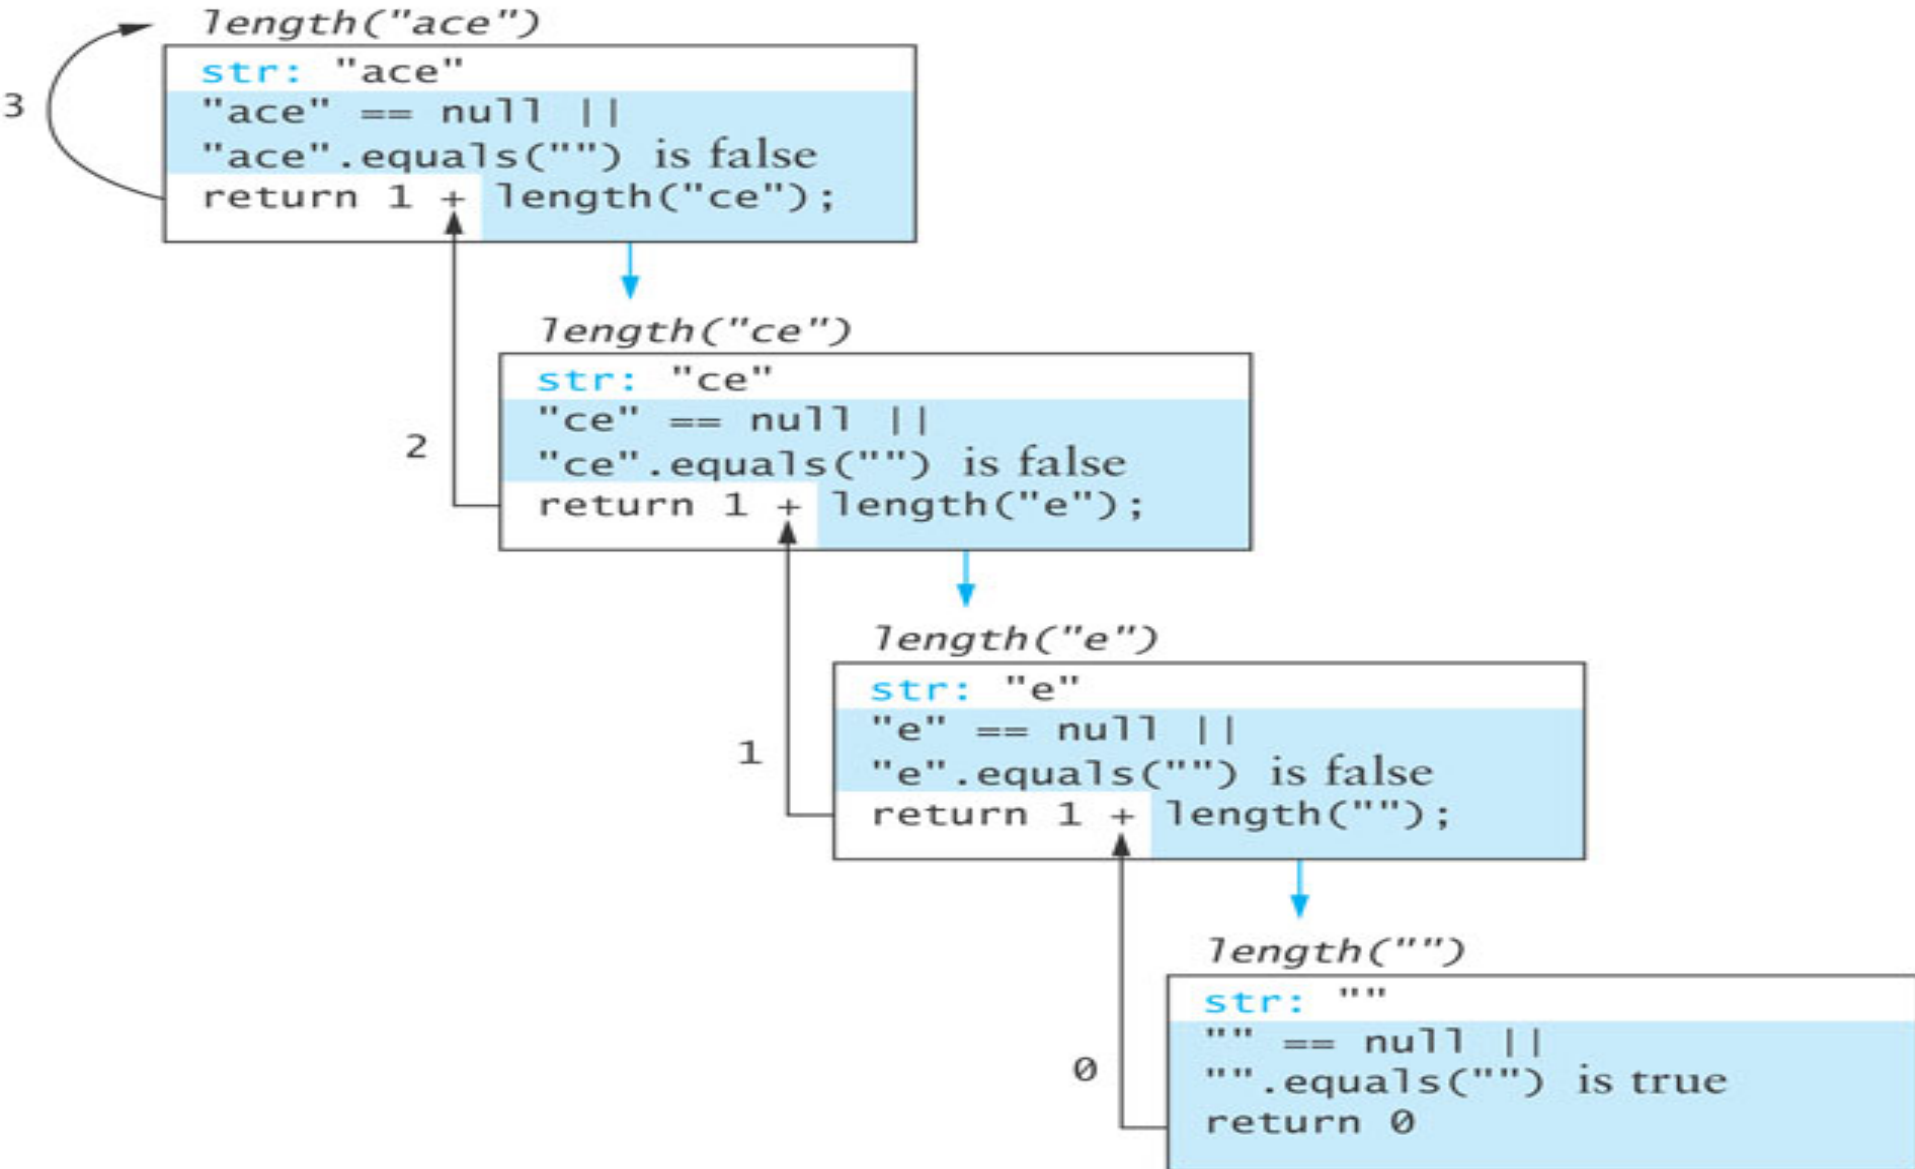 length("ace")
str: "ace"
3
"ace" == null ||
"ace".equals("") is false
return 1 + length("ce");
length("ce")
str: "ce"
"ce" == null ||
2
"ce".equals("") is false
return 1 + length("e");
length("e")
str: "e"
"e" == null ||
1
"e".equals("") is false
return 1 + length("");
length("")
str: ""
"" == null ||
0
"".equals("") is true
return 0